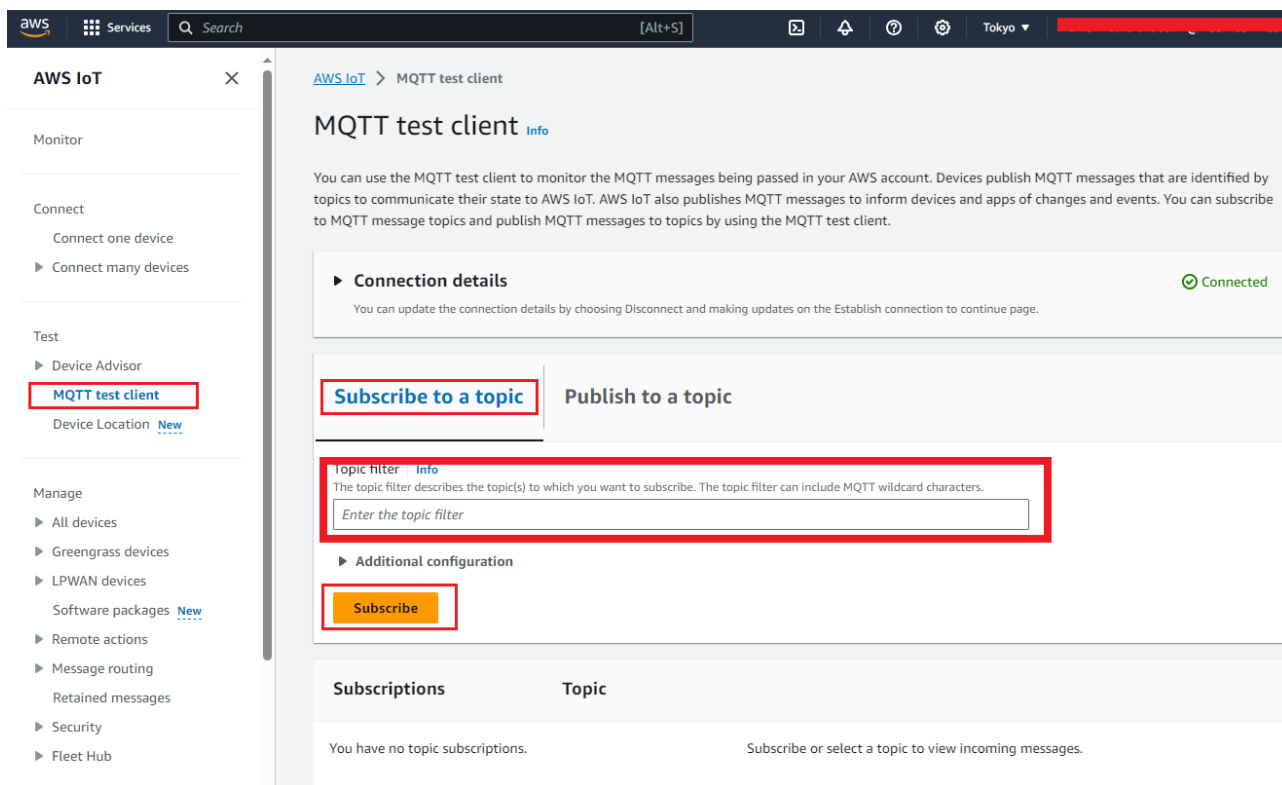 aws
Services
Search
[Alt+S]
Tokyo
AWS IoT
Monitor
Connect
Connect one device
Connect many devices
Test
Device Advisor
MQTT test client
Device Location New
Manage
All devices
Greengrass devices
LPWAN devices
Software packages New
Remote actions
Message routing
Retained messages
Security
Fleet Hub
AWS IoT > MQTT test client
MQTT test client Info
You can use the MQTT test client to monitor the MQTT messages being passed in your AWS account. Devices publish MQTT messages that are identified by
topics to communicate their state to AWS IoT. AWS IoT also publishes MQTT messages to inform devices and apps of changes and events. You can subscribe
to MQTT message topics and publish MQTT messages to topics by using the MQTT test client.
Connection details
Connected
You can update the connection details by choosing Disconnect and making updates on the Establish connection to continue page.
Subscribe to a topic
Publish to a topic
Topic filter Info
The topic filter describes the topic(s) to which you want to subscribe. The topic filter can include MQTT wildcard characters.
Enter the topic filter
Additional configuration
Subscribe
Subscriptions
Topic
You have no topic subscriptions.
Subscribe or select a topic to view incoming messages.